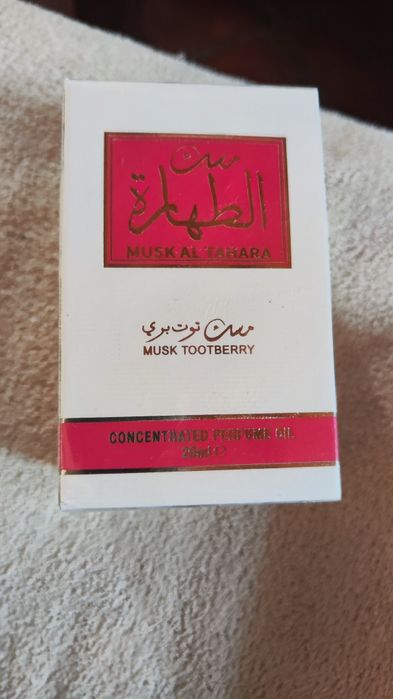 مسك
الطهارة
MUSK AL TAHARA
مسك توت بري
MUSK TOOTBERRY
CONCENTRATED PERFUME OIL
20ml ℮